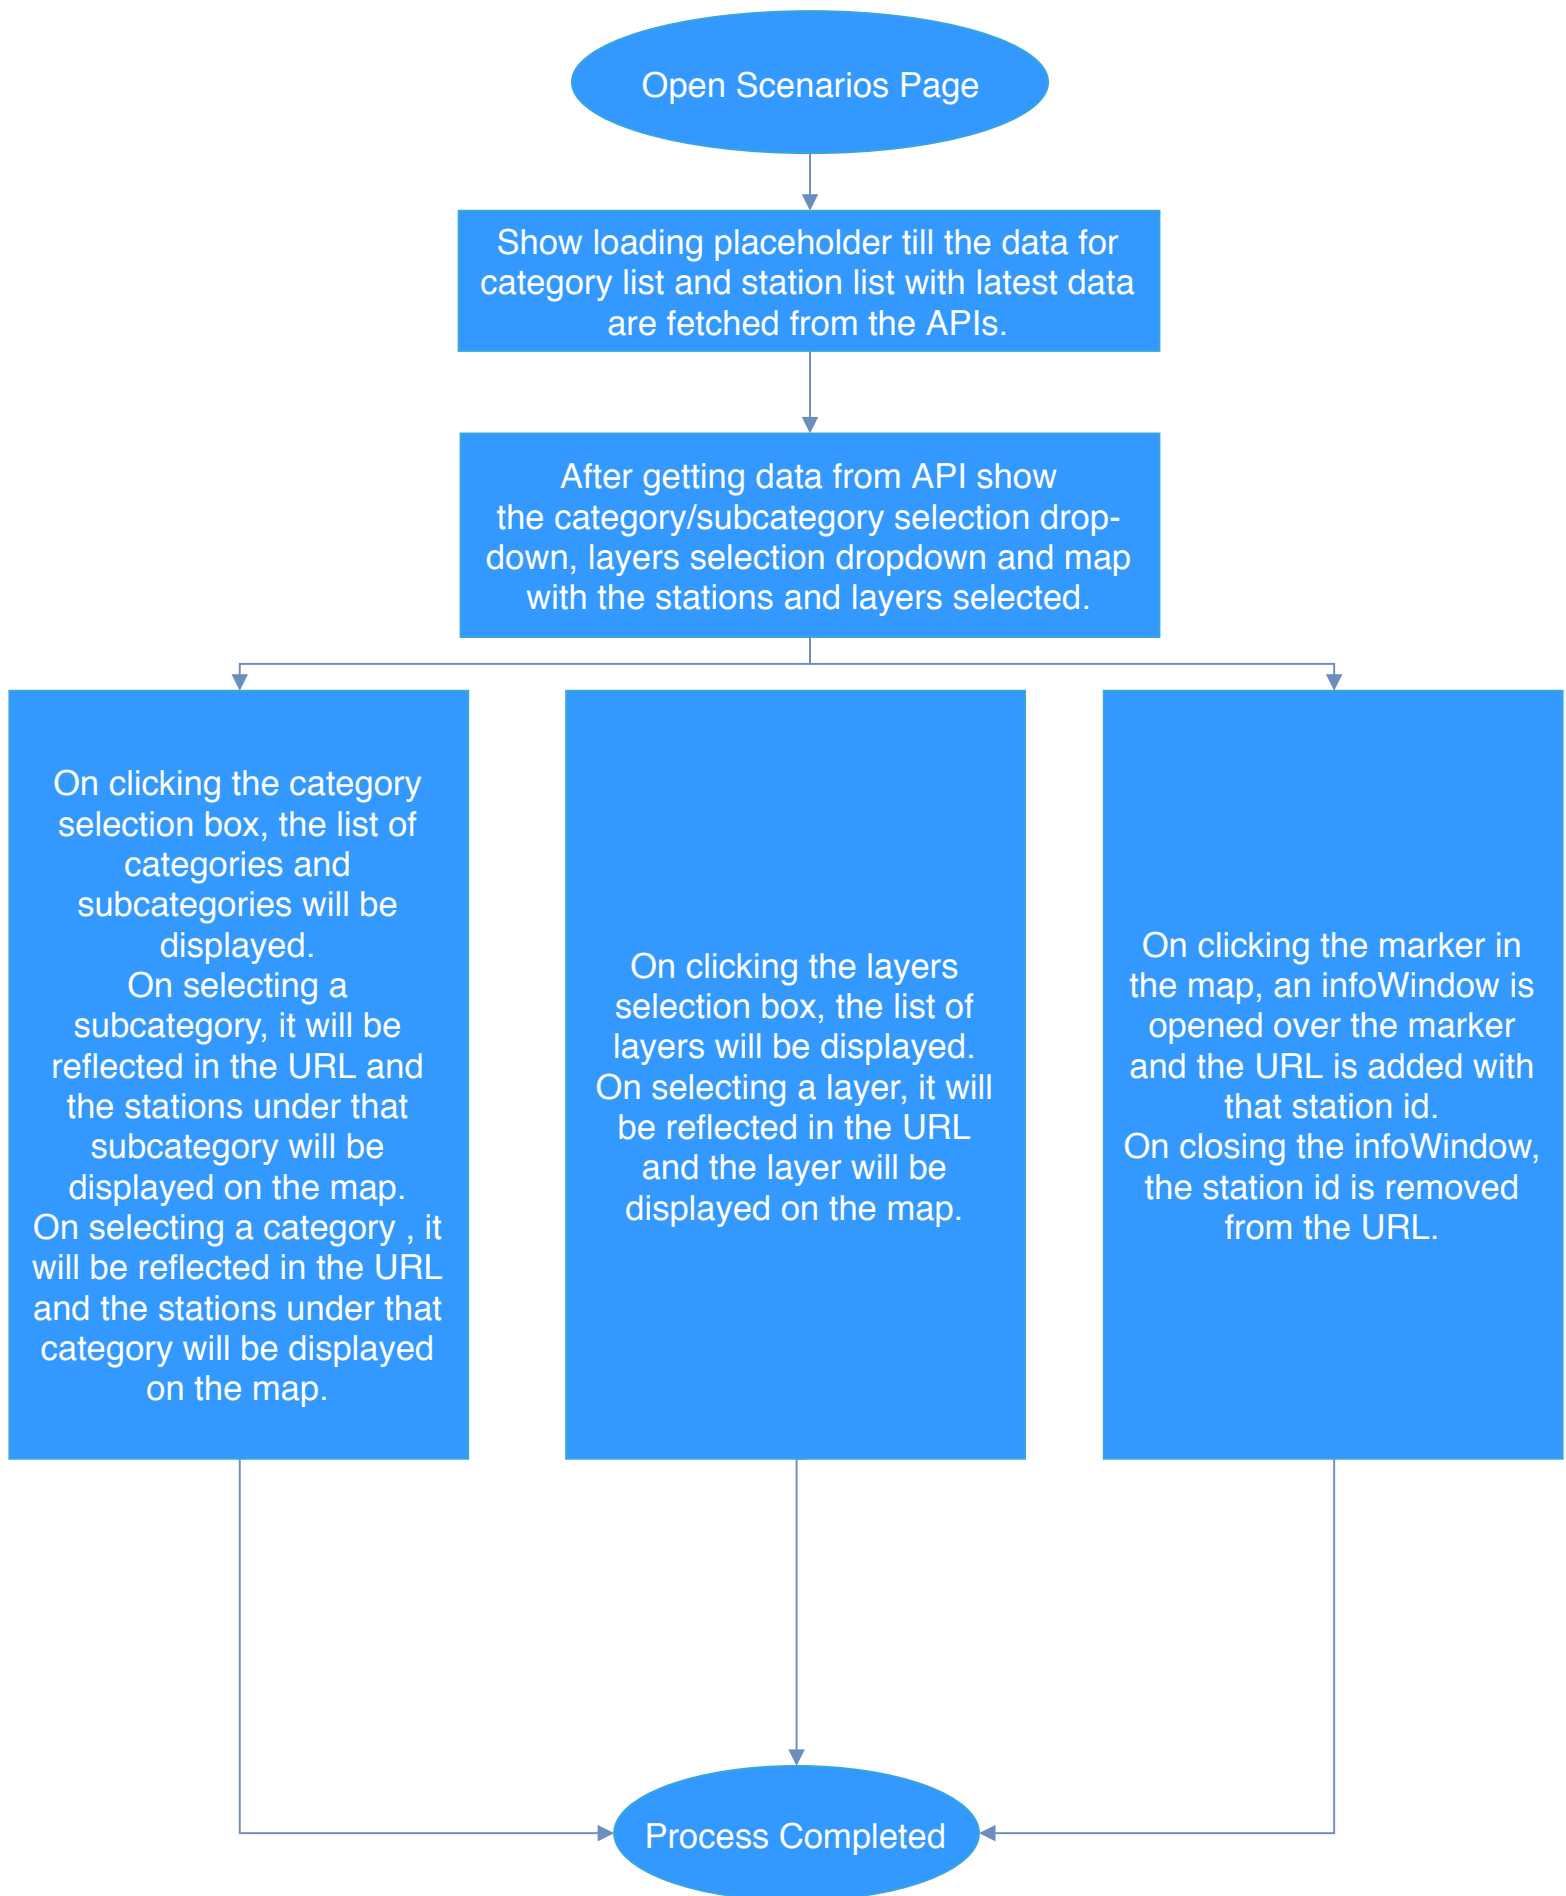 Open Scenarios Page
Show loading placeholder till the data for
category list and station list with latest data
are fetched from the APIs.
After getting data from API show
the category/subcategory selection drop-
down, layers selection dropdown and map
with the stations and layers selected.
On clicking the category
selection box, the list of
categories and
subcategories will be
displayed.
On selecting a
subcategory, it will be
reflected in the URL and
the stations under that
subcategory will be
displayed on the map.
On selecting a category , it
will be reflected in the URL
and the stations under that
category will be displayed
on the map.
On clicking the layers
selection box, the list of
layers will be displayed.
On selecting a layer, it will
be reflected in the URL
and the layer will be
displayed on the map.
On clicking the marker in
the map, an infoWindow is
opened over the marker
and the URL is added with
that station id.
On closing the infoWindow,
the station id is removed
from the URL.
Process Completed